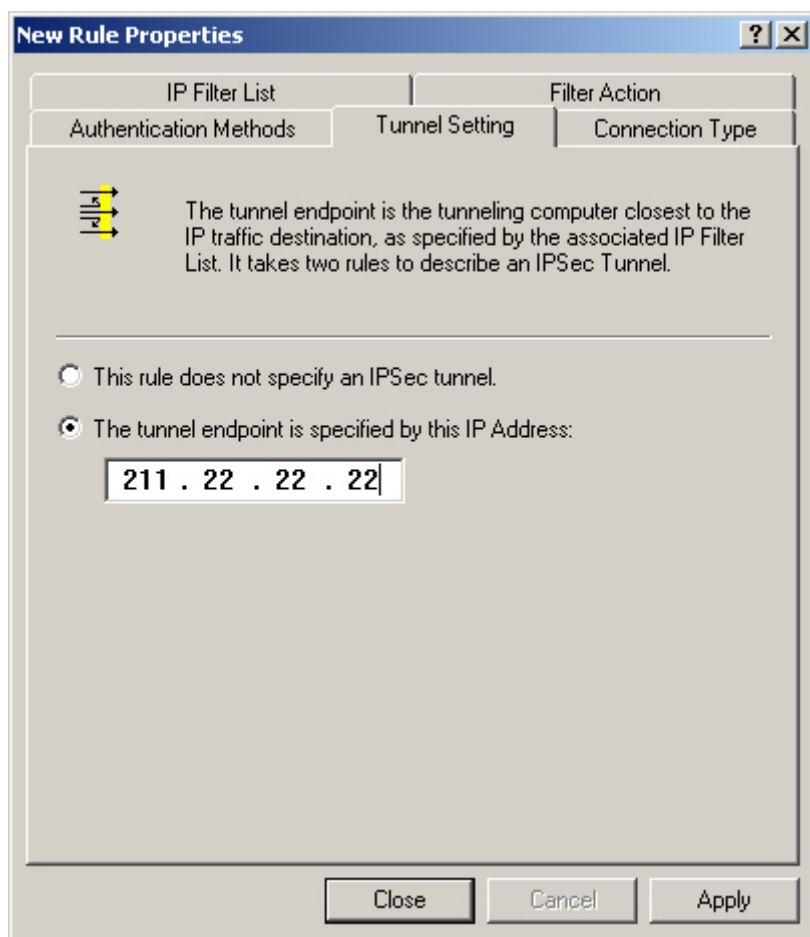 New Rule Properties
IP Filter List
Filter Action
Authentication Methods
Tunnel Setting
Connection Type
The tunnel endpoint is the tunneling computer closest to the
IP traffic destination, as specified by the associated IP Filter
List. It takes two rules to describe an IPSec Tunnel.
This rule does not specify an IPSec tunnel.
The tunnel endpoint is specified by this IP Address:
211 . 22 . 22 . 22
Close
Cancel
Apply